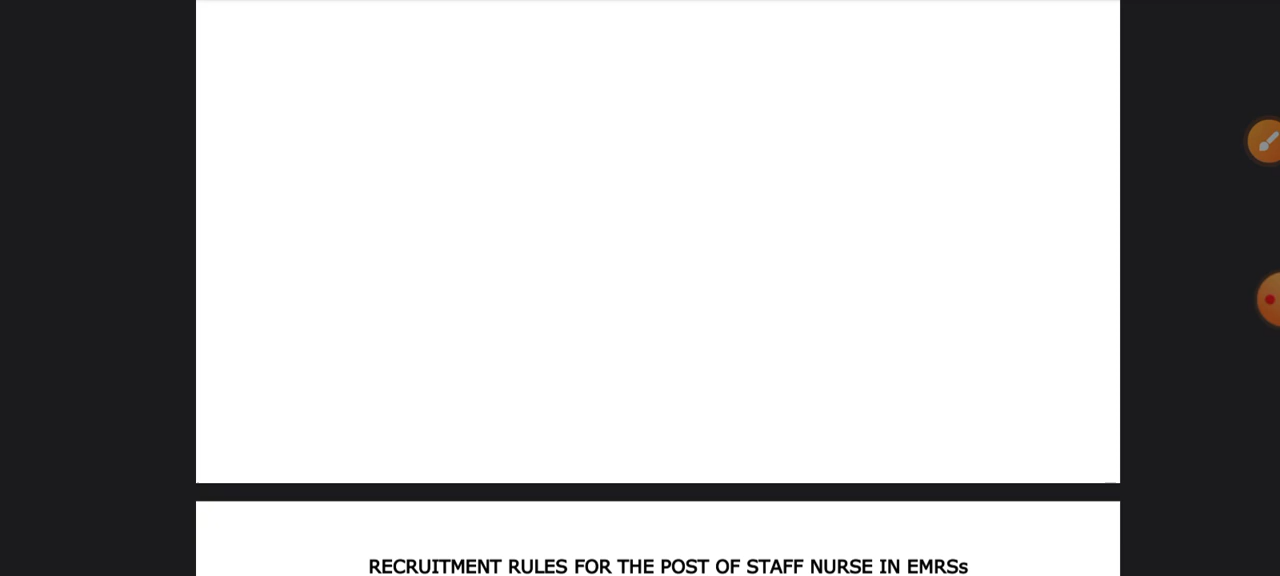 RECRUITMENT RULES FOR THE POST OF STAFF NURSE IN EMRSs